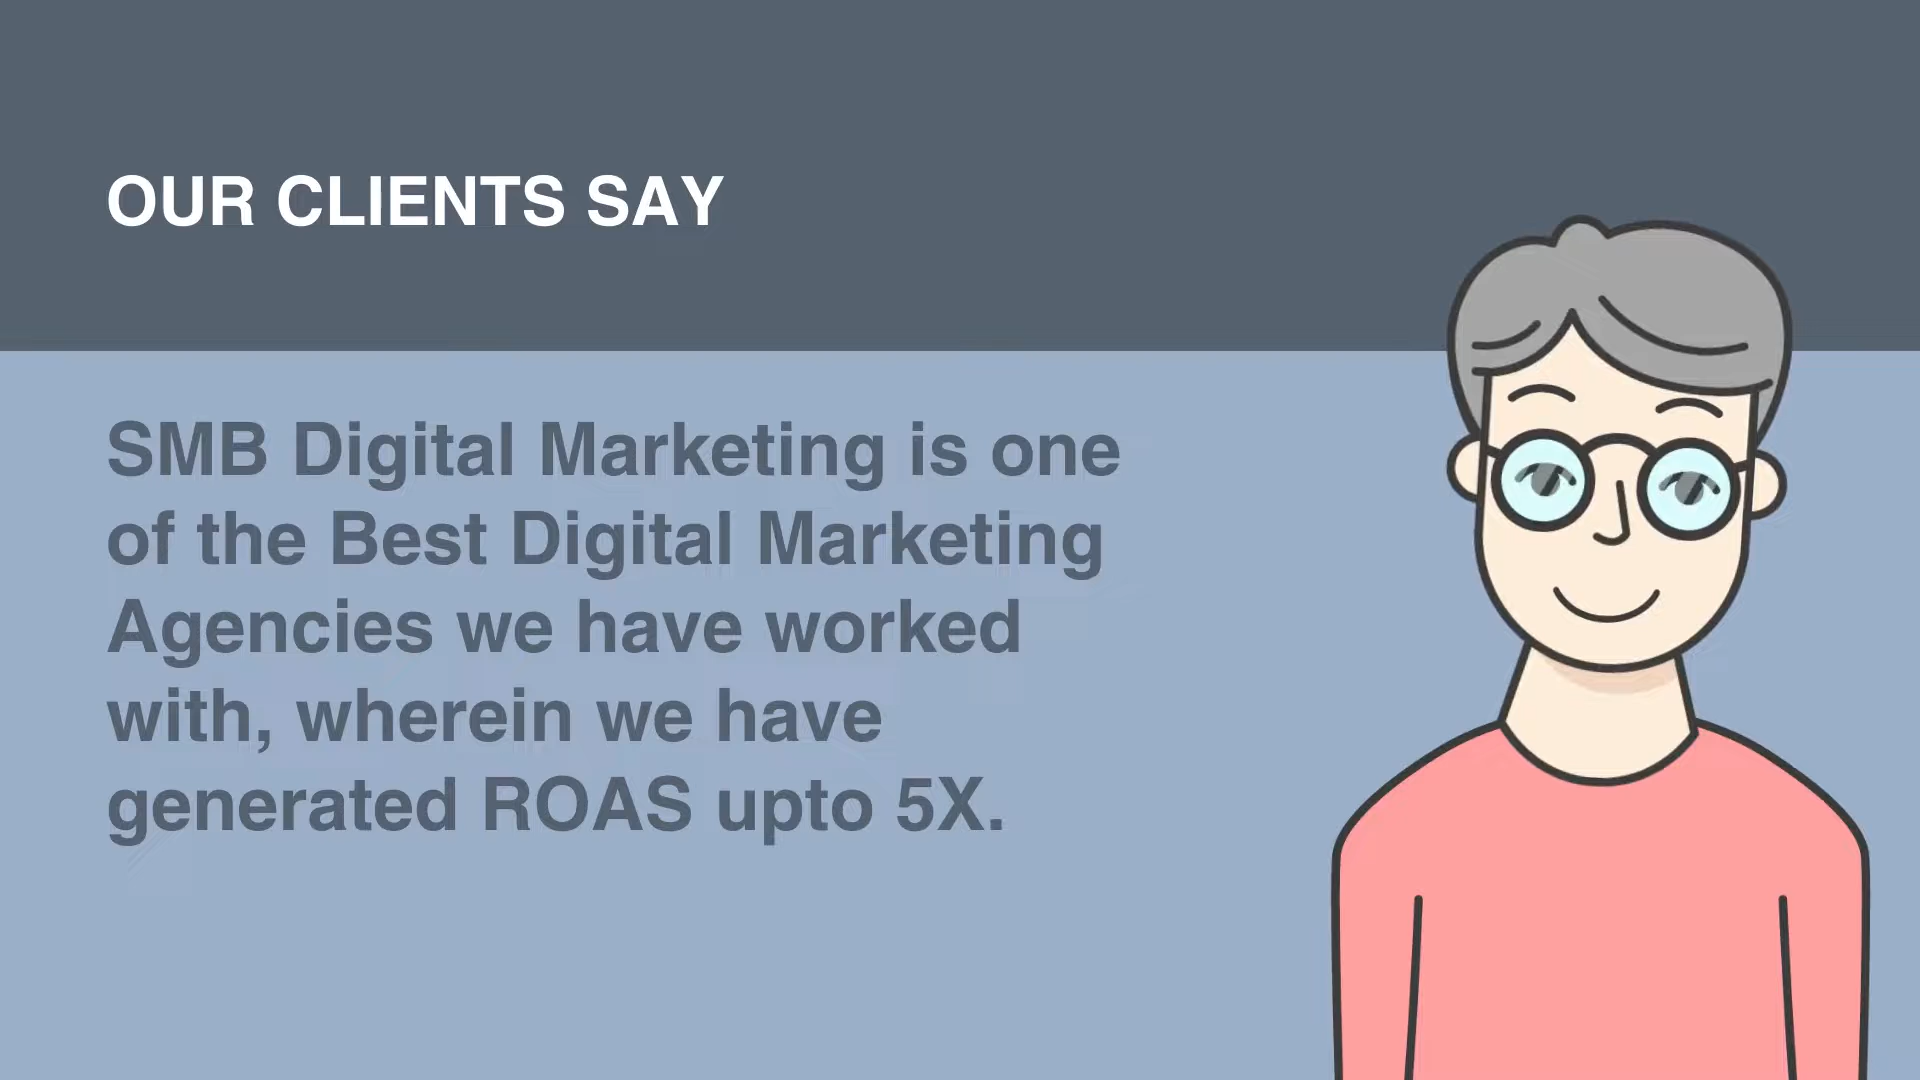 OUR CLIENTS SAY
SMB Digital Marketing is one
of the Best Digital Marketing
Agencies we have worked
with, wherein we have
generated ROAS upto 5X.